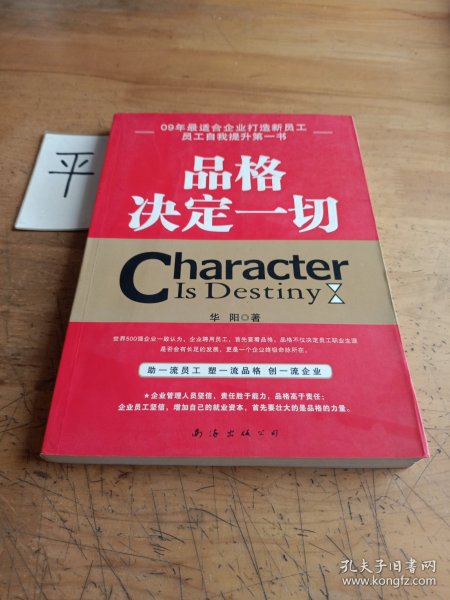 平
09年最适合企业打造新员工
员工自我提升第一书
品格
决定一切
Character
Is Destiny
华 阳◎著
世界500强企业一致认为，企业聘用员工，首先要看品格，品格不仅决定员工职业生涯
是否会有长足的发展，更是一个企业终极命脉所在。
助一流员工 塑一流品格 创一流企业
★企业管理人员坚信，责任胜于能力，品格高于责任；
企业员工坚信，增加自己的就业资本，首先要壮大的是品格的力量。
南海出版公司
孔夫子旧书网
www.kongfz.com